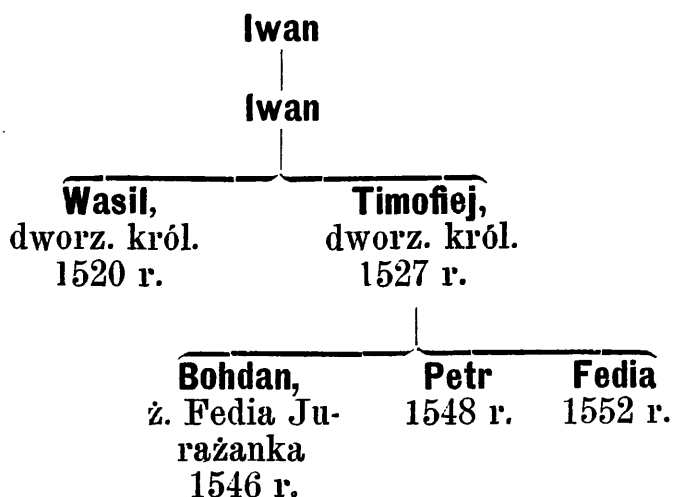 Iwan
Iwan
Wasil, Timofiej,
dworz. król. dworz. król.
1520 r. 1527 r.
Bohdan, Petr Fedia
ż. Fedia Ju- 1548 r. 1552 r.
rażanka
1546 r.